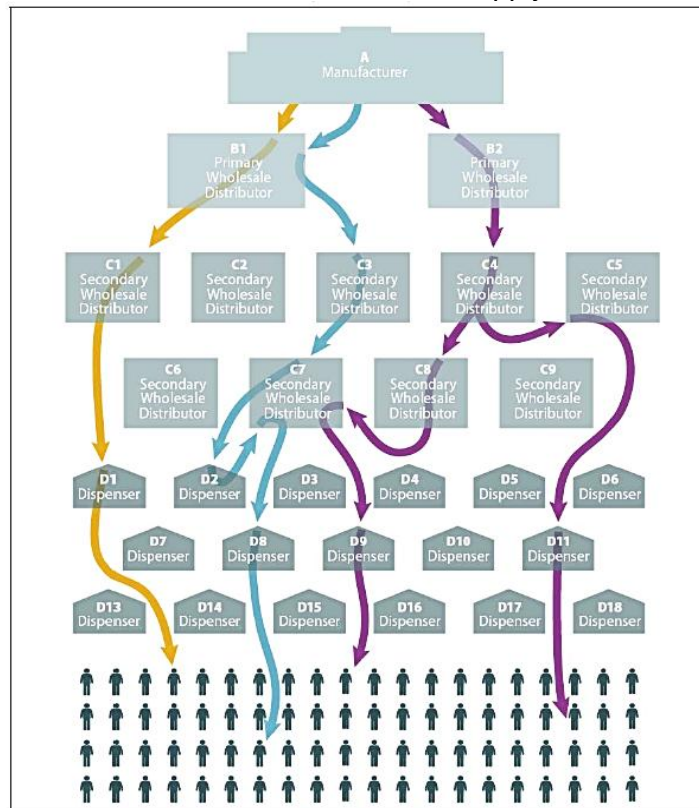 A
Manufacturer
B1
Primary
Wholesale
Distributor
B2
Primary
Wholesale
Distributor
C1
Secondary
Wholesale
Distributor
C2
Secondary
Wholesale
Distributor
C3
Secondary
Wholesale
Distributor
C4
Secondary
Wholesale
Distributor
C5
Secondary
Wholesale
Distributor
C6
Secondary
Wholesale
Distributor
C7
Secondary
Wholesale
Distributor
C8
Secondary
Wholesale
Distributor
C9
Secondary
Wholesale
Distributor
D1
Dispenser
D2
Dispenser
D3
Dispenser
D4
Dispenser
D5
Dispenser
D6
Dispenser
D7
Dispenser
D8
Dispenser
D9
Dispenser
D10
Dispenser
D11
Dispenser
D13
Dispenser
D14
Dispenser
D15
Dispenser
D16
Dispenser
D17
Dispenser
D18
Dispenser